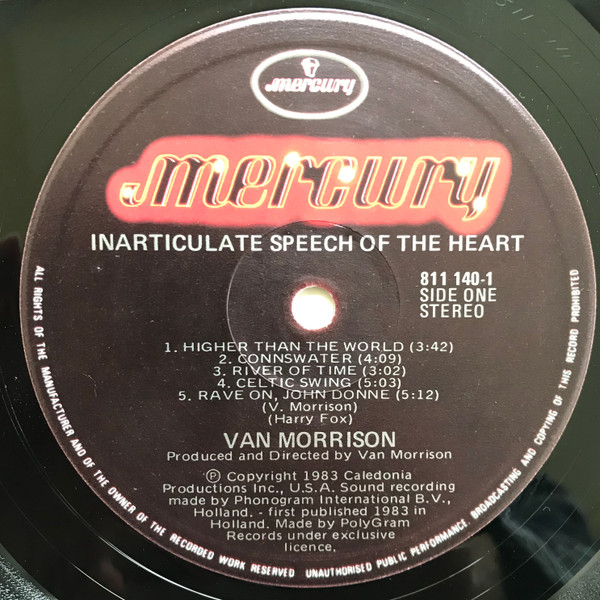 mercury
mercury
INARTICULATE SPEECH OF THE HEART
811 140-1
SIDE ONE
STEREO
1. HIGHER THAN THE WORLD (3:42)
2. CONNSWATER (4:09)
3. RIVER OF TIME (3:02)
4. CELTIC SWING (5:03)
5. RAVE ON, JOHN DONNE (5:12)
(V. Morrison)
(Harry Fox)
VAN MORRISON
Produced and Directed by Van Morrison
℗ Copyright 1983 Caledonia
Productions Inc., U.S.A. Sound recording
made by Phonogram International B.V.,
Holland. - first published 1983 in
Holland. Made by PolyGram
Records under exclusive
licence.
ALL RIGHTS OF THE MANUFACTURER AND OF THE OWNER OF THE RECORDED WORK RESERVED UNAUTHORISED PUBLIC PERFORMANCE, BROADCASTING AND COPYING OF THIS RECORD PROHIBITED